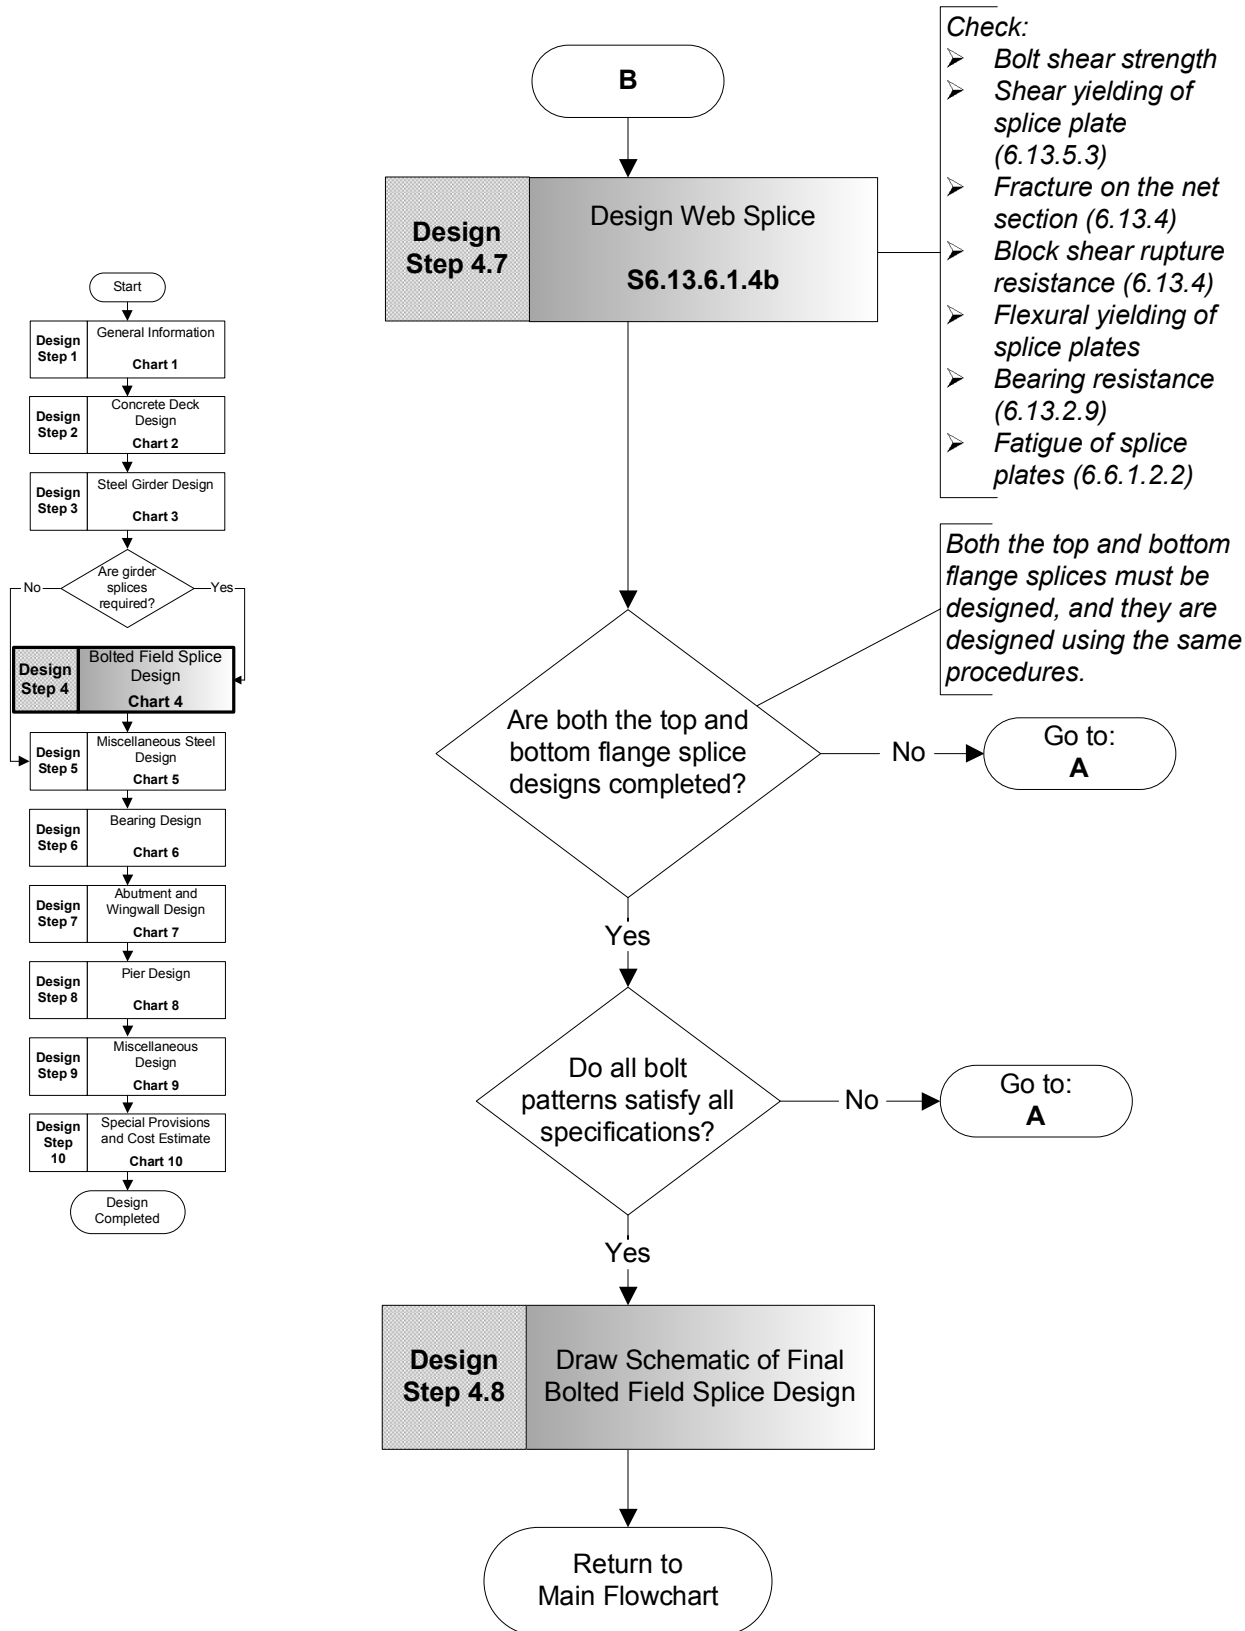 Start
Design
Step 1
General Information
Chart 1
Design
Step 2
Concrete Deck
Design
Chart 2
Design
Step 3
Steel Girder Design
Chart 3
Are girder
splices
required?
No
Yes
Design
Step 4
Bolted Field Splice
Design
Chart 4
Design
Step 5
Miscellaneous Steel
Design
Chart 5
Design
Step 6
Bearing Design
Chart 6
Design
Step 7
Abutment and
Wingwall Design
Chart 7
Design
Step 8
Pier Design
Chart 8
Design
Step 9
Miscellaneous
Design
Chart 9
Design
Step
10
Special Provisions
and Cost Estimate
Chart 10
Design
Completed
B
Design
Step 4.7
Design Web Splice
S6.13.6.1.4b
Check:
➢ Bolt shear strength
➢ Shear yielding of
splice plate
(6.13.5.3)
➢ Fracture on the net
section (6.13.4)
➢ Block shear rupture
resistance (6.13.4)
➢ Flexural yielding of
splice plates
➢ Bearing resistance
(6.13.2.9)
➢ Fatigue of splice
plates (6.6.1.2.2)
Both the top and bottom
flange splices must be
designed, and they are
designed using the same
procedures.
Are both the top and
bottom flange splice
designs completed?
No
Go to:
A
Yes
Do all bolt
patterns satisfy all
specifications?
No
Go to:
A
Yes
Design
Step 4.8
Draw Schematic of Final
Bolted Field Splice Design
Return to
Main Flowchart